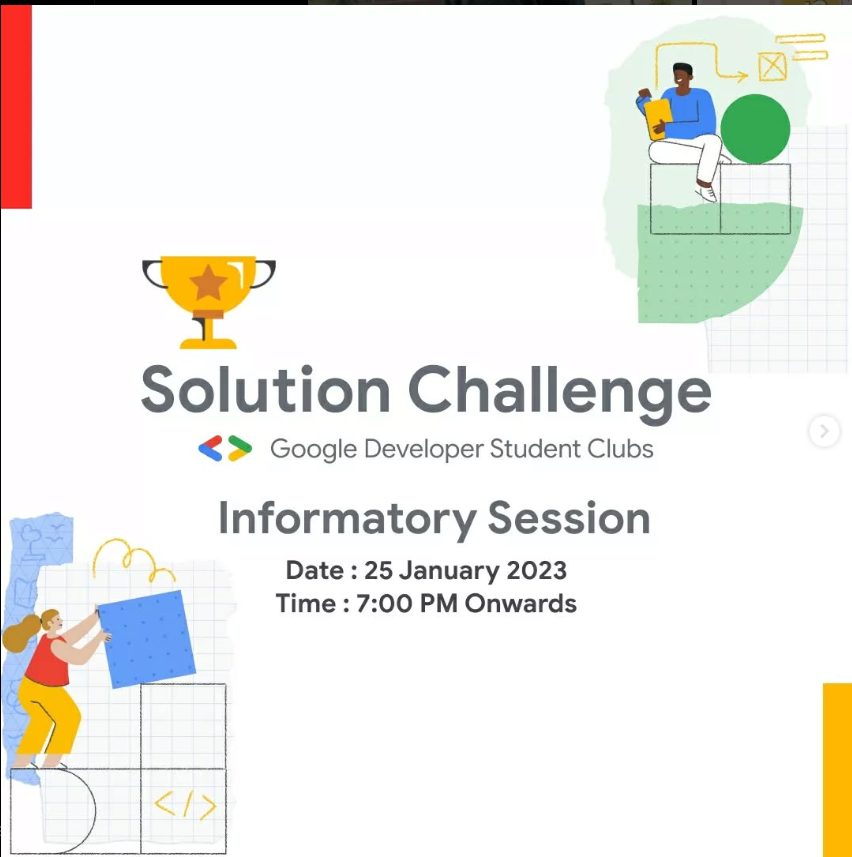 Solution Challenge
Google Developer Student Clubs
Informatory Session
Date : 25 January 2023
Time : 7:00 PM Onwards
</>